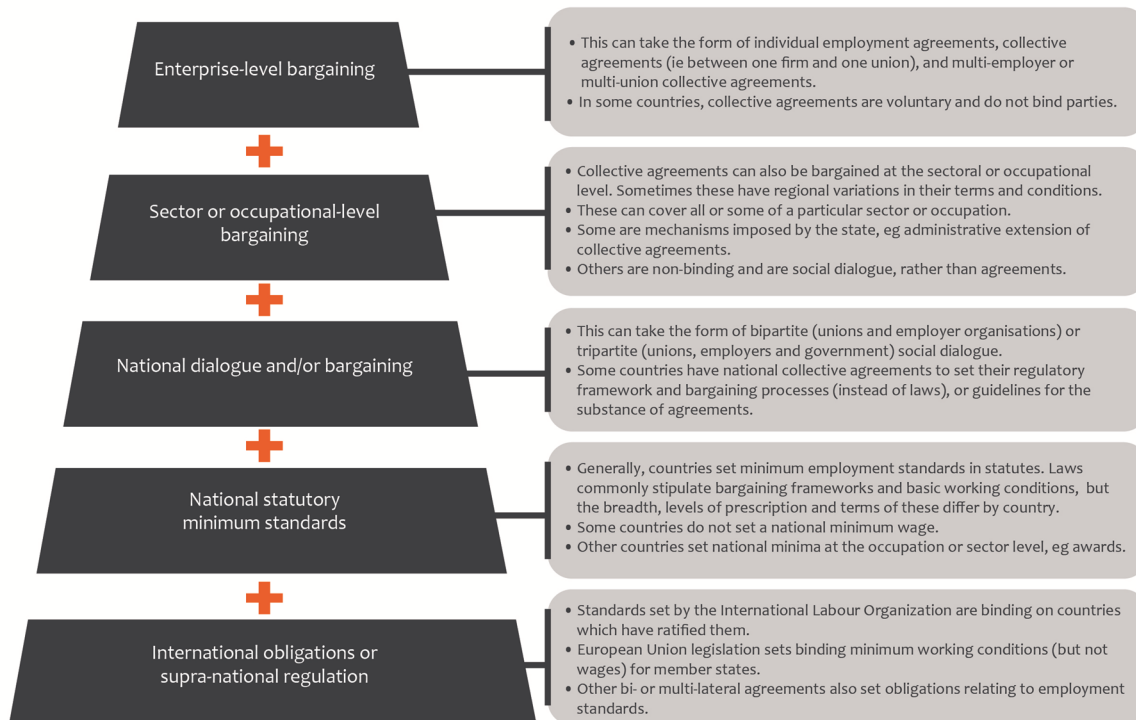 Enterprise-level bargaining
• This can take the form of individual employment agreements, collective
agreements (ie between one firm and one union), and multi-employer or
multi-union collective agreements.
• In some countries, collective agreements are voluntary and do not bind parties.
Sector or occupational-level
bargaining
• Collective agreements can also be bargained at the sectoral or occupational
level. Sometimes these have regional variations in their terms and conditions.
• These can cover all or some of a particular sector or occupation.
• Some are mechanisms imposed by the state, eg administrative extension of
collective agreements.
• Others are non-binding and are social dialogue, rather than agreements.
National dialogue and/or bargaining
• This can take the form of bipartite (unions and employer organisations) or
tripartite (unions, employers and government) social dialogue.
• Some countries have national collective agreements to set their regulatory
framework and bargaining processes (instead of laws), or guidelines for the
substance of agreements.
National statutory
minimum standards
• Generally, countries set minimum employment standards in statutes. Laws
commonly stipulate bargaining frameworks and basic working conditions, but
the breadth, levels of prescription and terms of these differ by country.
• Some countries do not set a national minimum wage.
• Other countries set national minima at the occupation or sector level, eg awards.
International obligations or
supra-national regulation
• Standards set by the International Labour Organization are binding on countries
which have ratified them.
• European Union legislation sets binding minimum working conditions (but not
wages) for member states.
• Other bi- or multi-lateral agreements also set obligations relating to employment
standards.